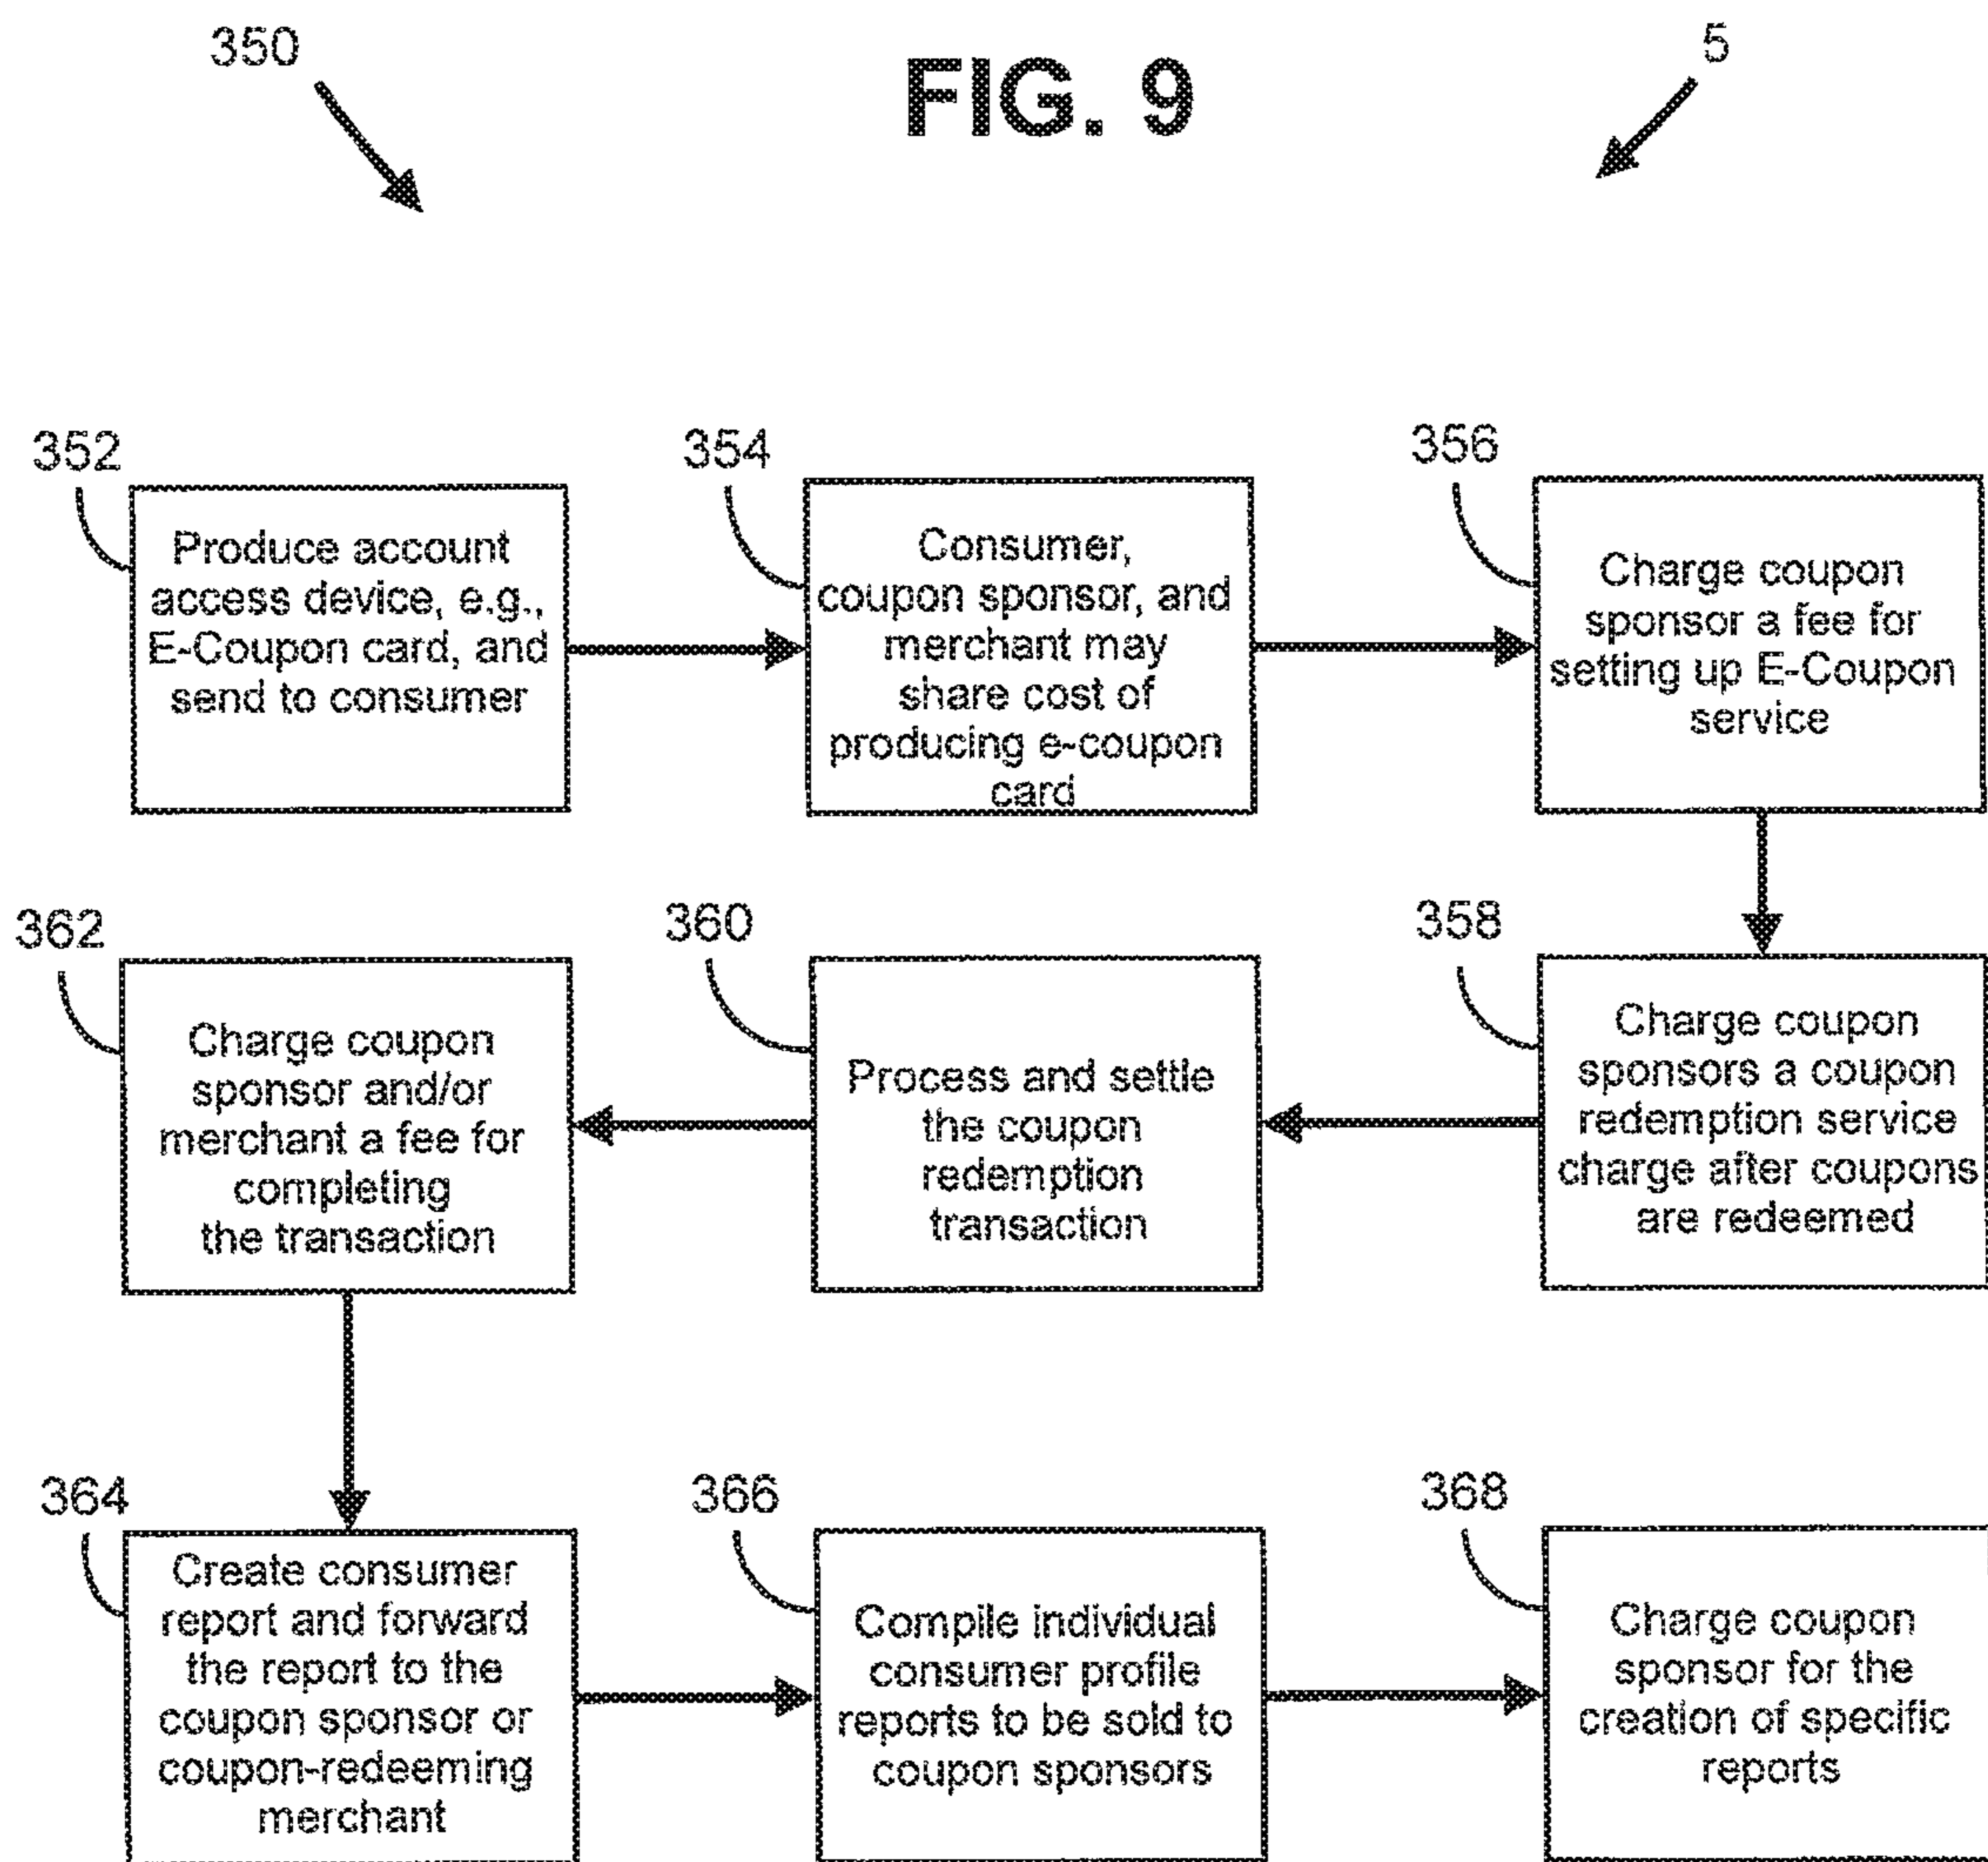 350
FIG. 9
5
352
Produce account
access device, e.g.,
E-Coupon card, and
send to consumer
354
Consumer,
coupon sponsor, and
merchant may
share cost of
producing e-coupon
card
356
Charge coupon
sponsor a fee for
setting up E-Coupon
service
358
Charge coupon
sponsors a coupon
redemption service
charge after coupons
are redeemed
360
Process and settle
the coupon
redemption
transaction
362
Charge coupon
sponsor and/or
merchant a fee for
completing
the transaction
364
Create consumer
report and forward
the report to the
coupon sponsor or
coupon-redeeming
merchant
366
Compile individual
consumer profile
reports to be sold to
coupon sponsors
368
Charge coupon
sponsor for the
creation of specific
reports